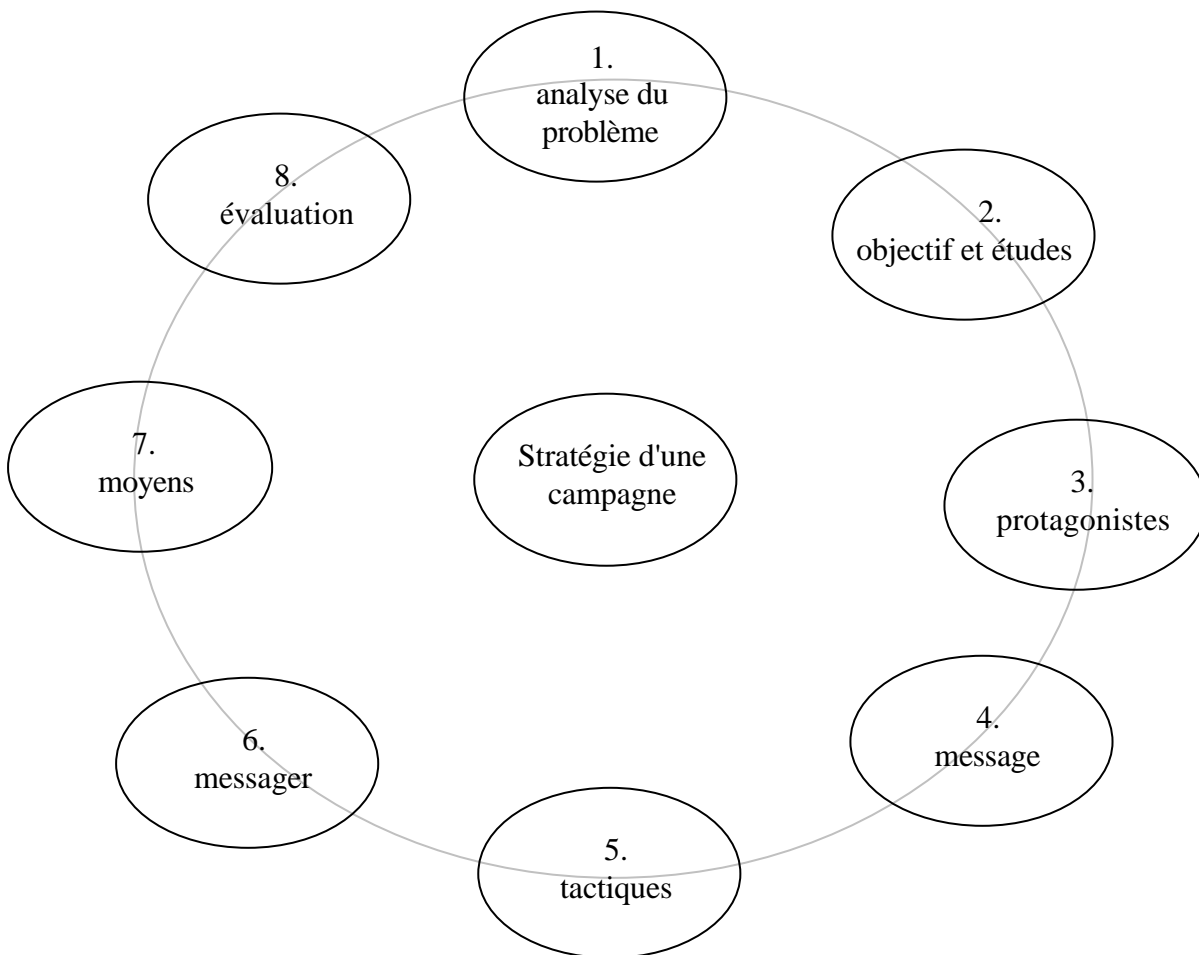 1.
analyse du
problème
2.
objectif et études
3.
protagonistes
4.
message
5.
tactiques
6.
messager
7.
moyens
8.
évaluation
Stratégie d'une
campagne